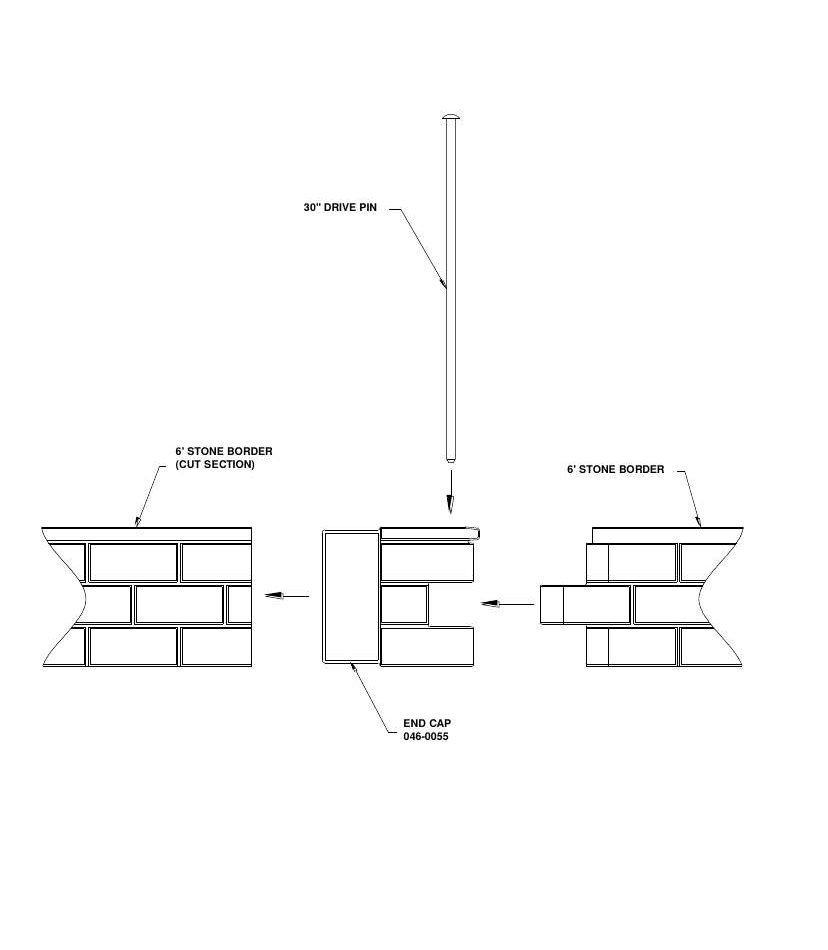 30" DRIVE PIN
6' STONE BORDER
(CUT SECTION)
6' STONE BORDER
END CAP
046-0055